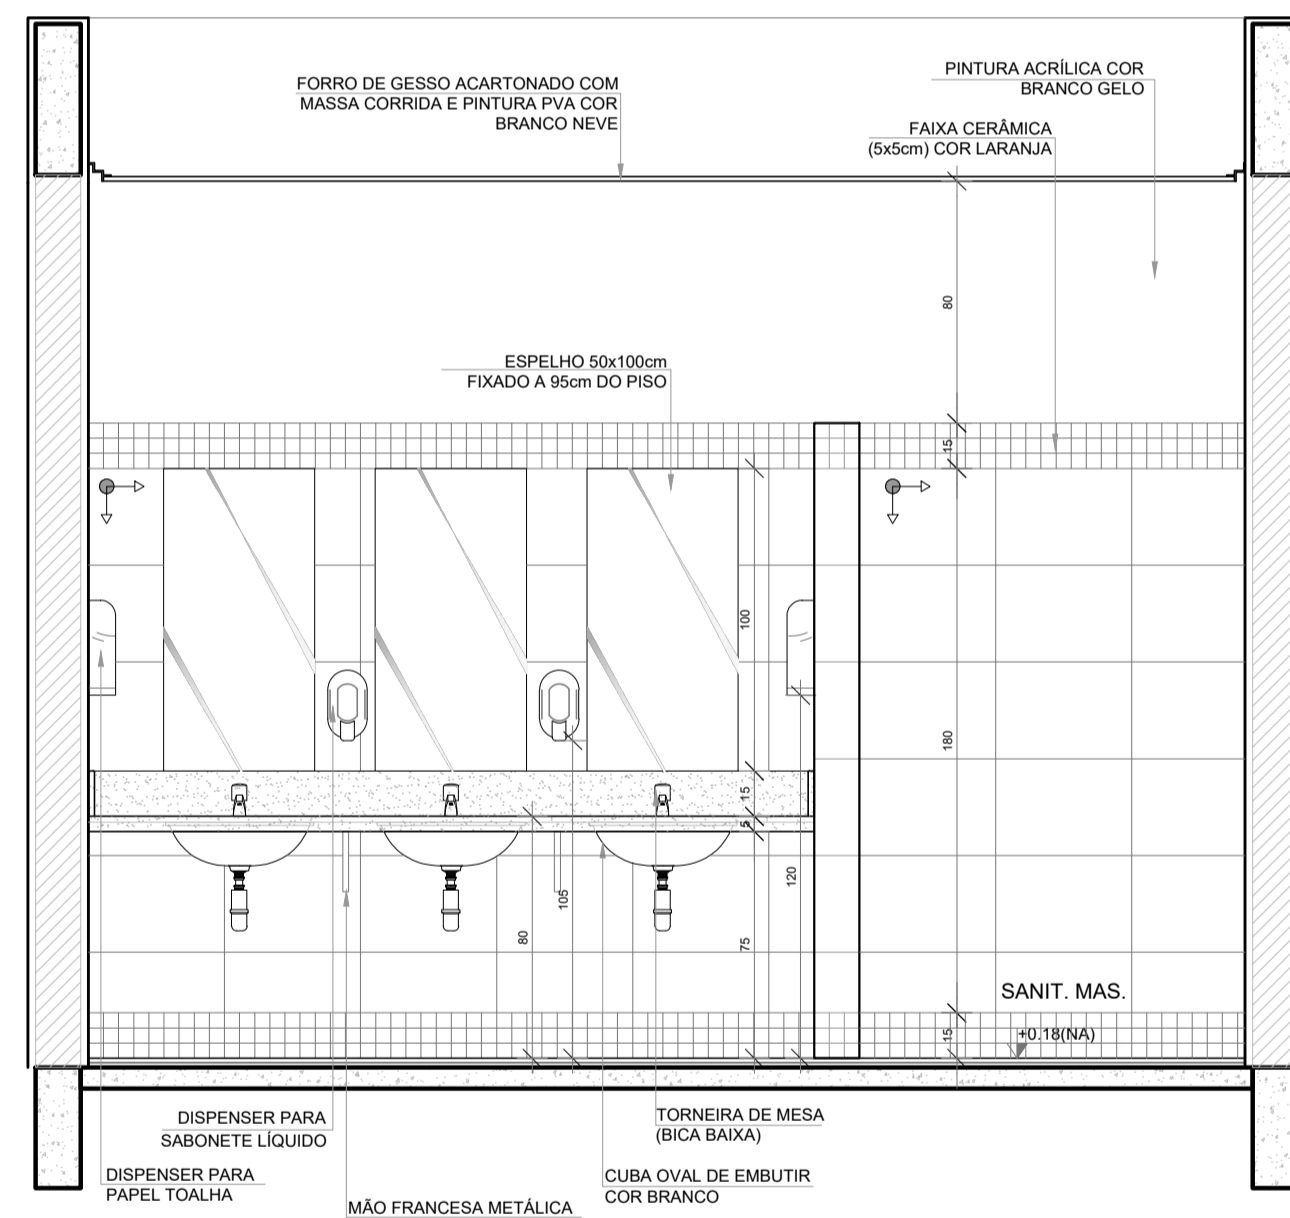 FORRO DE GESSO ACARTONADO COM
MASSA CORRIDA E PINTURA PVA COR
BRANCO NEVE
PINTURA ACRÍLICA COR
BRANCO GELO
FAIXA CERÂMICA
(5x5cm) COR LARANJA
80
ESPELHO 50x100cm
FIXADO A 95cm DO PISO
15
100
180
15
5
120
105
80
75
SANIT. MAS.
+0.18(NA)
15
DISPENSER PARA
SABONETE LÍQUIDO
TORNEIRA DE MESA
(BICA BAIXA)
DISPENSER PARA
PAPEL TOALHA
CUBA OVAL DE EMBUTIR
COR BRANCO
MÃO FRANCESA METÁLICA